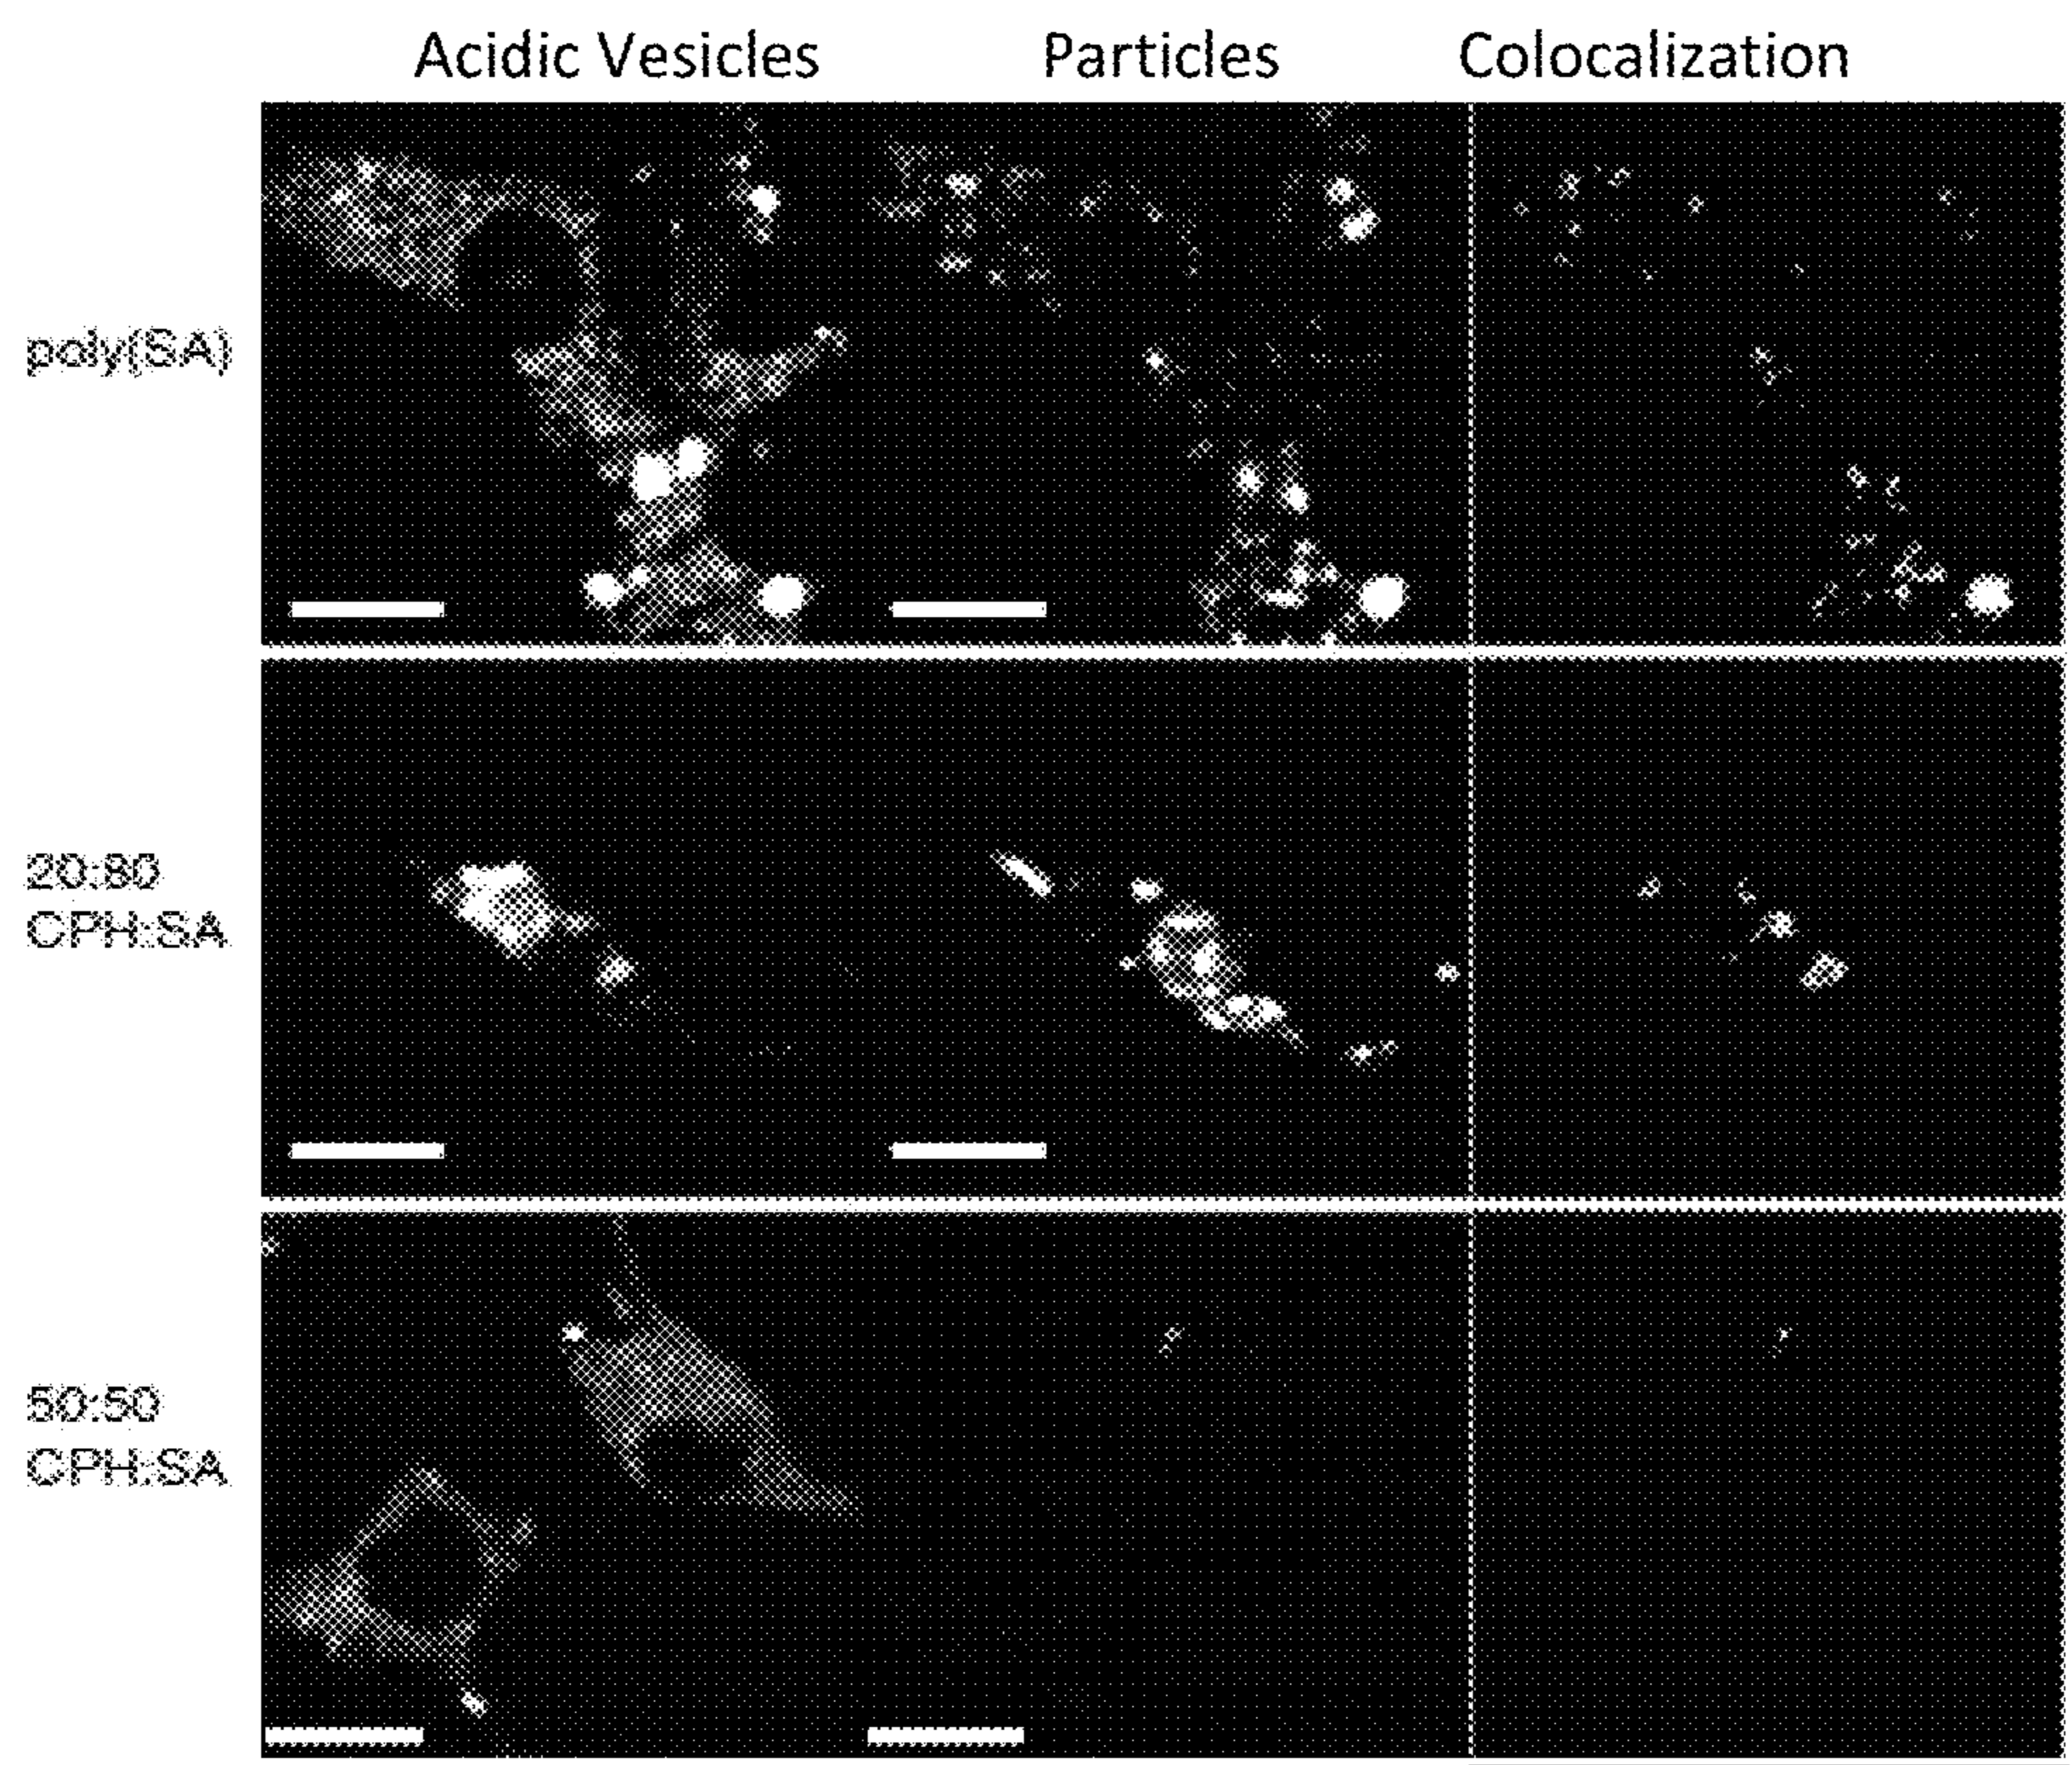 Acidic Vesicles Particles Colocalization
poly(SA)
20:80
CPH:SA
50:50
CPH:SA